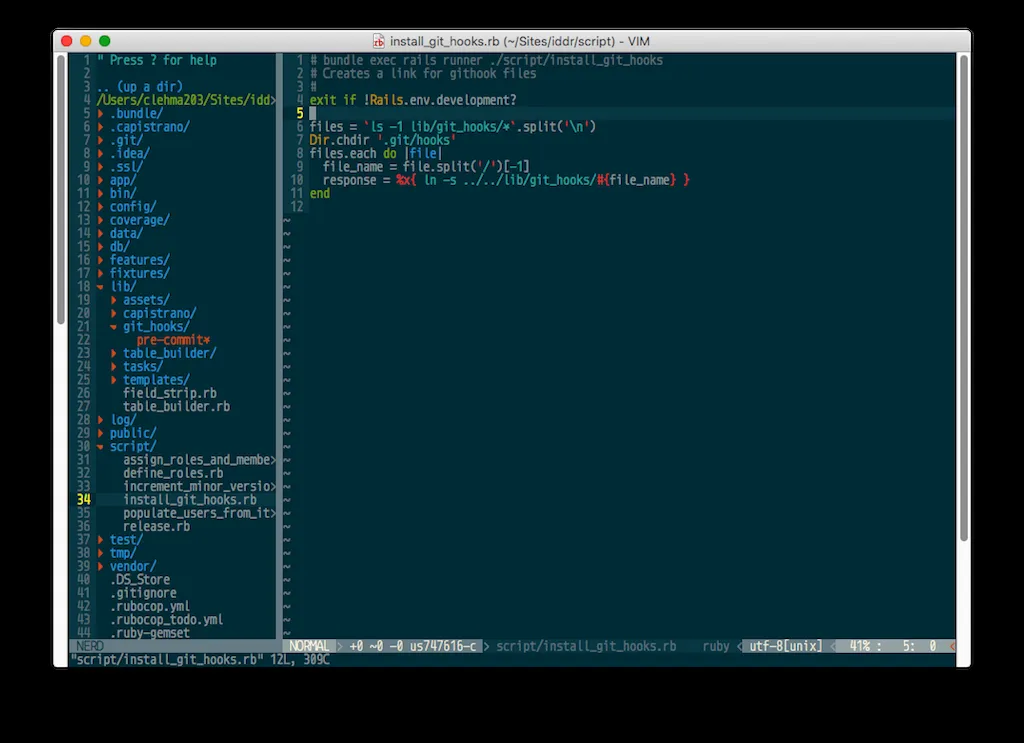 install_git_hooks.rb (~/Sites/iddr/script) - VIM
1 " Press ? for help
2
3 .. (up a dir)
4 /Users/clehma203/Sites/idd>
5 ▸ .bundle/
6 ▸ .capistrano/
7 ▸ .git/
8 ▸ .idea/
9 ▸ .ssl/
10 ▸ app/
11 ▸ bin/
12 ▸ config/
13 ▸ coverage/
14 ▸ data/
15 ▸ db/
16 ▸ features/
17 ▸ fixtures/
18 ▾ lib/
19 ▸ assets/
20 ▸ capistrano/
21 ▾ git_hooks/
22 pre-commit*
23 ▸ table_builder/
24 ▸ tasks/
25 ▸ templates/
26 field_strip.rb
27 table_builder.rb
28 ▸ log/
29 ▸ public/
30 ▾ script/
31 assign_roles_and_membe>
32 define_roles.rb
33 increment_minor_versio>
34 install_git_hooks.rb
35 populate_users_from_it>
36 release.rb
37 ▸ test/
38 ▸ tmp/
39 ▸ vendor/
40 .DS_Store
41 .gitignore
42 .rubocop.yml
43 .rubocop_todo.yml
44 .ruby-gemset
NERD
1 # bundle exec rails runner ./script/install_git_hooks
2 # Creates a link for githook files
3 #
4 exit if !Rails.env.development?
5
6 files = `ls -1 lib/git_hooks/*`.split('\n')
7 Dir.chdir '.git/hooks'
8 files.each do |file|
9 file_name = file.split('/')[-1]
10 response = %x{ ln -s ../../lib/git_hooks/#{file_name} }
11 end
12
NORMAL > +0 ~0 -0 us747616-c > script/install_git_hooks.rb ruby < utf-8[unix] < 41% : 5: 0 <
"script/install_git_hooks.rb" 12L, 309C